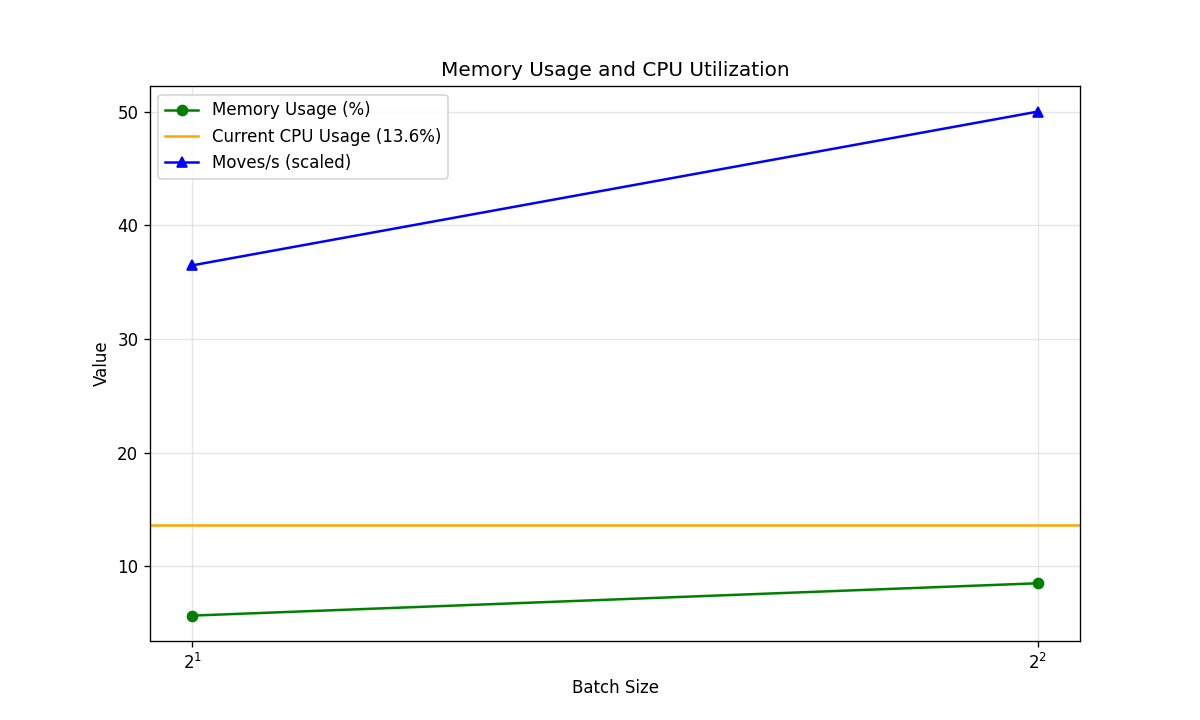 Memory Usage and CPU Utilization
Memory Usage (%)
Current CPU Usage (13.6%)
Moves/s (scaled)
50
40
30
20
10
Value
2¹
2²
Batch Size